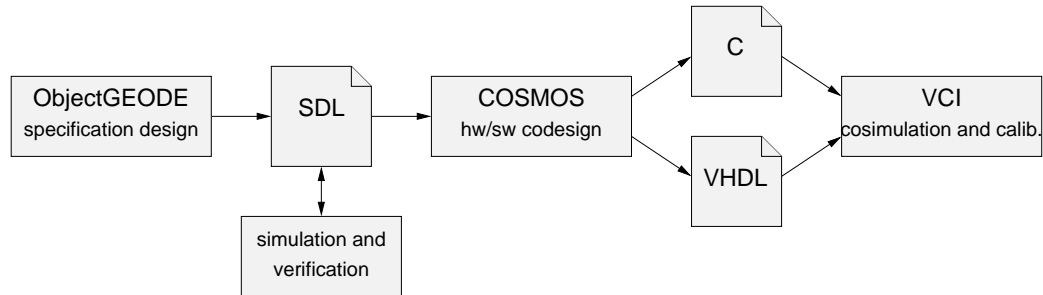 ObjectGEODE
specification design
SDL
simulation and
verification
COSMOS
hw/sw codesign
C
VHDL
VCI
cosimulation and calib.